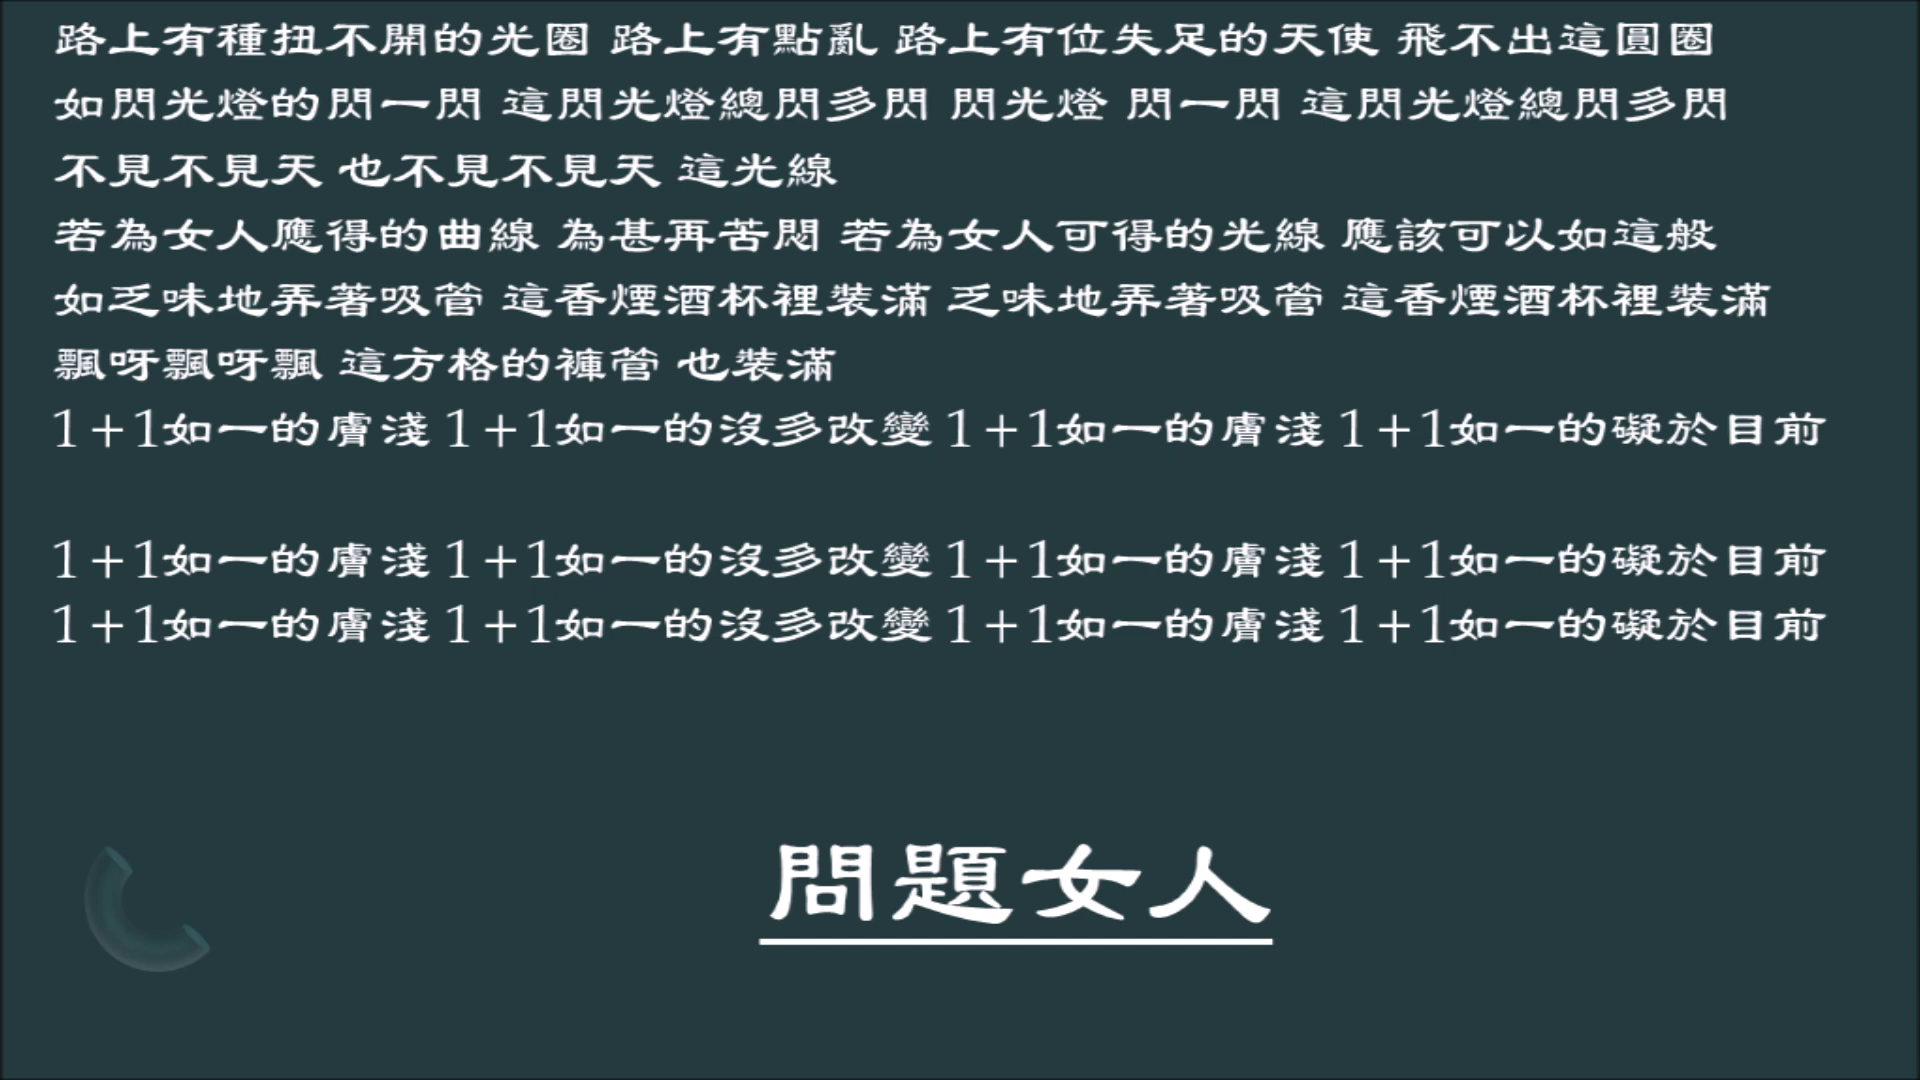 路上有種扭不開的光圈 路上有點亂 路上有位失足的天使 飛不出這圓圈
如閃光燈的閃一閃 這閃光燈總閃多閃 閃光燈 閃一閃 這閃光燈總閃多閃
不見不見天 也不見不見天 這光線
若為女人應得的曲線 為甚再苦悶 若為女人可得的光線 應該可以如這般
如乏味地弄著吸管 這香煙酒杯裡裝滿 乏味地弄著吸管 這香煙酒杯裡裝滿
飄呀飄呀飄 這方格的褲管 也裝滿
1+1如一的膚淺 1+1如一的沒多改變 1+1如一的膚淺 1+1如一的礙於目前
1+1如一的膚淺 1+1如一的沒多改變 1+1如一的膚淺 1+1如一的礙於目前
1+1如一的膚淺 1+1如一的沒多改變 1+1如一的膚淺 1+1如一的礙於目前
問題女人